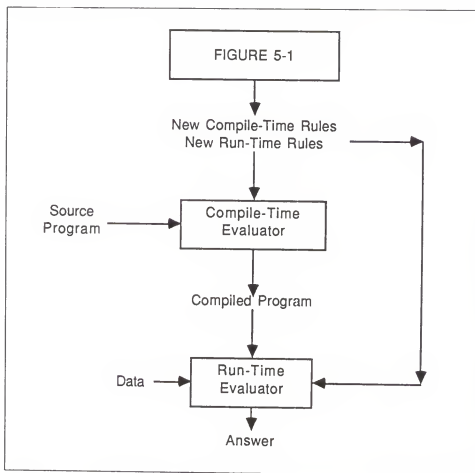 FIGURE 5-1
New Compile-Time Rules
New Run-Time Rules
Source
Program
Compile-Time
Evaluator
Compiled Program
Data
Run-Time
Evaluator
Answer